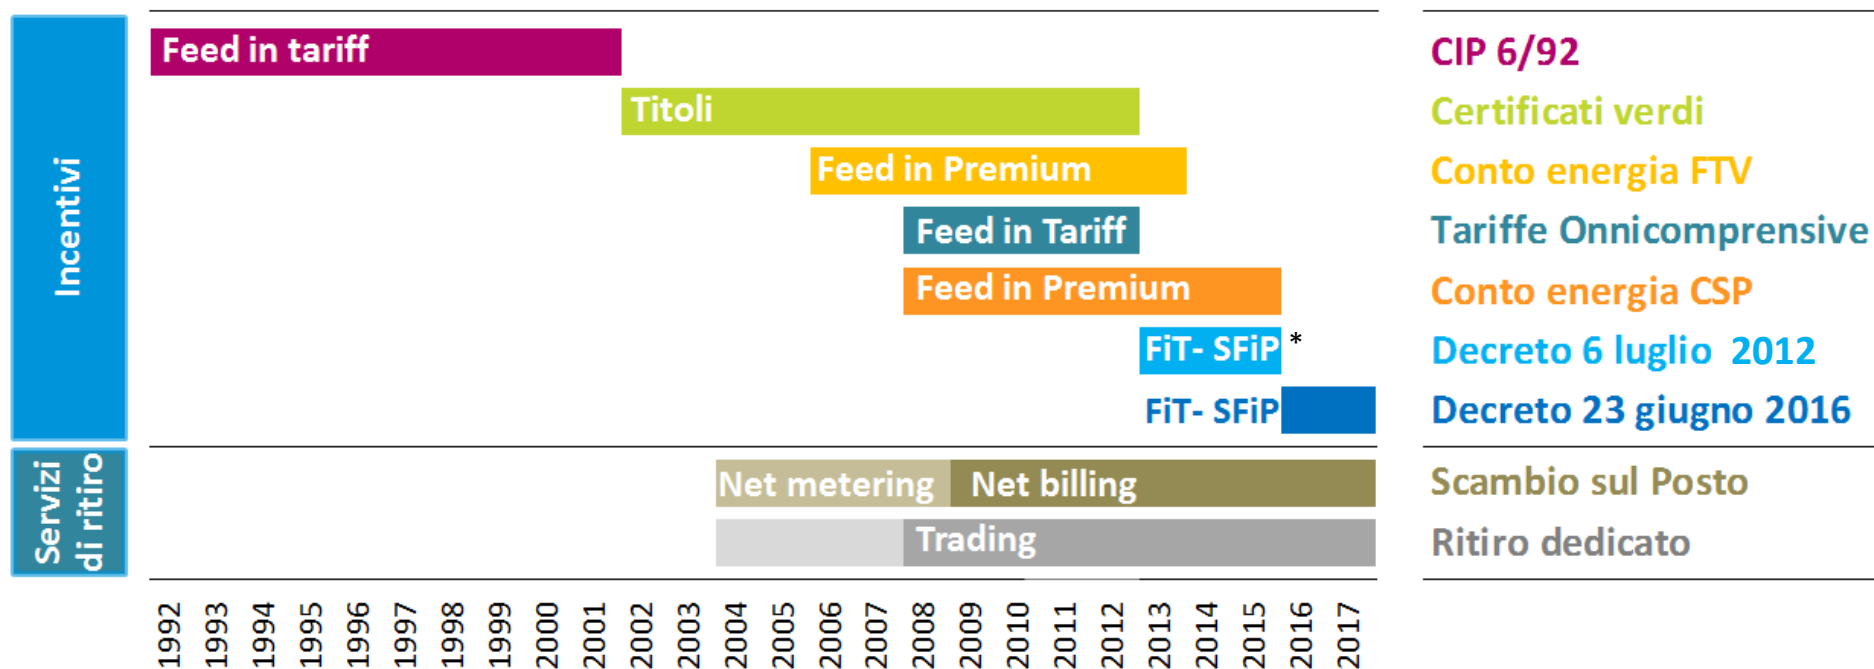 Incentivi
Feed in tariff
CIP 6/92
Titoli
Certificati verdi
Feed in Premium
Conto energia FTV
Feed in Tariff
Tariffe Onnicomprensive
Feed in Premium
Conto energia CSP
FiT- SFiP *
Decreto 6 luglio 2012
FiT- SFiP
Decreto 23 giugno 2016
Servizi
di ritiro
Net metering
Net billing
Scambio sul Posto
Trading
Ritiro dedicato
1992
1993
1994
1995
1996
1997
1998
1999
2000
2001
2002
2003
2004
2005
2006
2007
2008
2009
2010
2011
2012
2013
2014
2015
2016
2017